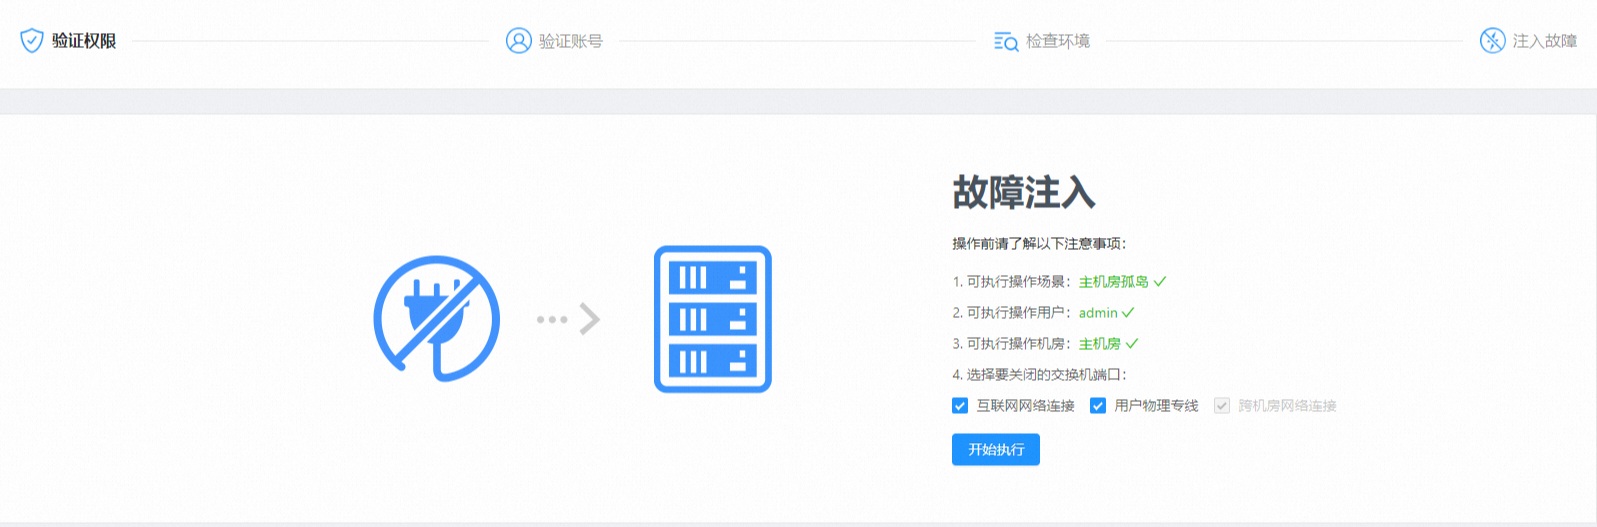 验证权限 验证账号 检查环境 注入故障
故障注入
操作前请了解以下注意事项：
1. 可执行操作场景：主机房孤岛
2. 可执行操作用户：admin
3. 可执行操作机房：主机房
4. 选择要关闭的交换机端口：
互联网网络连接 用户物理专线 跨机房网络连接
开始执行